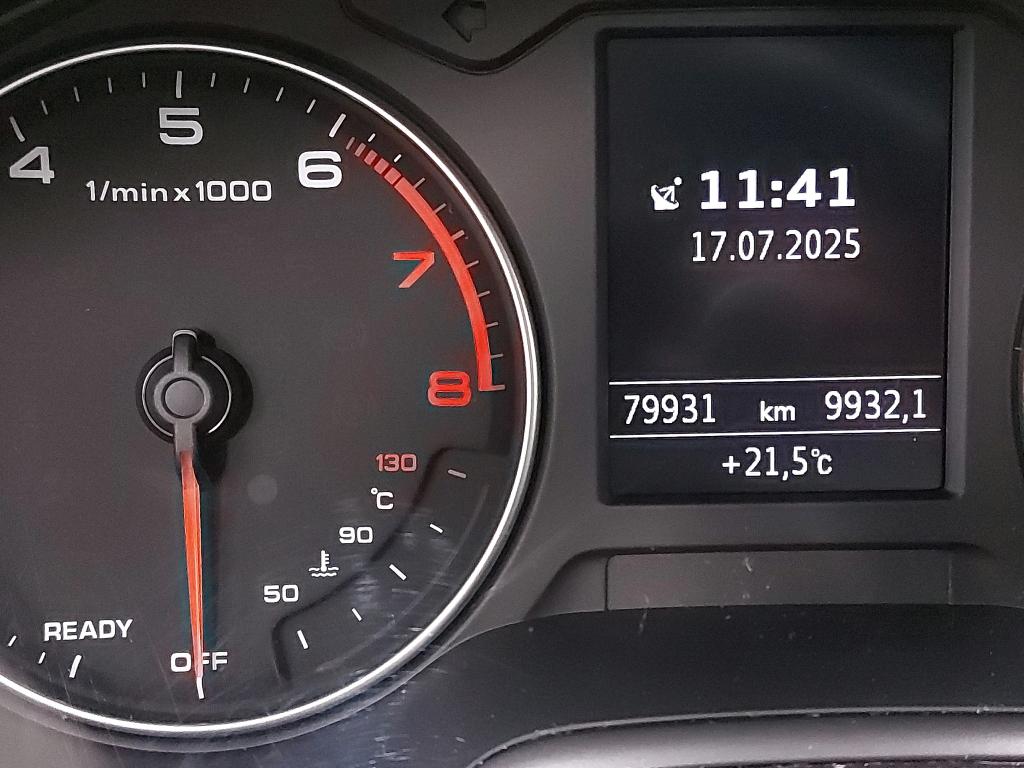 4 5 6 7 8
1/min x 1000
130
°C
90
50
READY
OFF
11:41
17.07.2025
79931 km 9932,1
+21,5°C